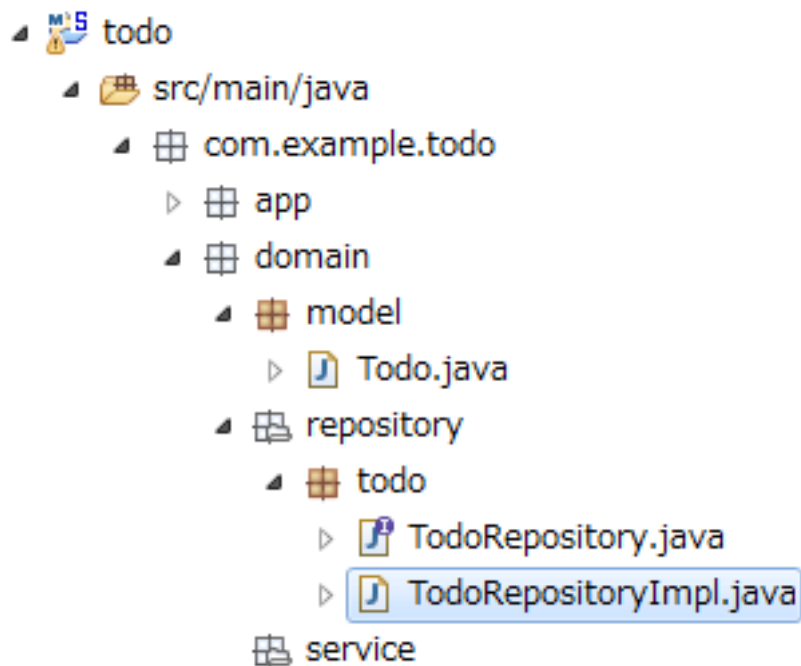 todo
src/main/java
com.example.todo
app
domain
model
Todo.java
repository
todo
TodoRepository.java
TodoRepositoryImpl.java
service